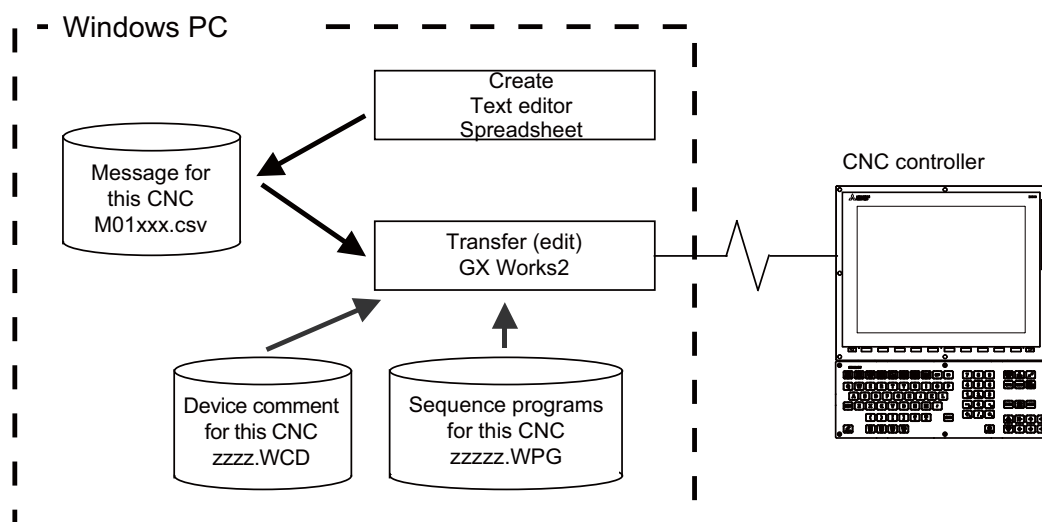 Windows PC
Create
Text editor
Spreadsheet
Message for
this CNC
M01xxx.csv
CNC controller
Transfer (edit)
GX Works2
Device comment
for this CNC
zzzz.WCD
Sequence programs
for this CNC
zzzzz.WPG